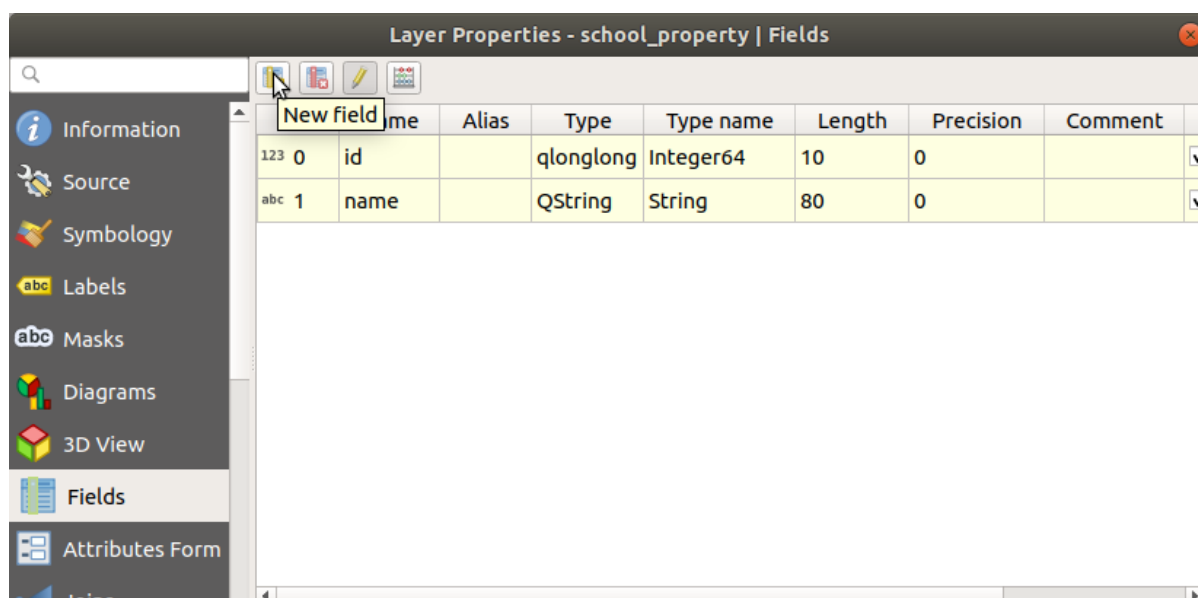 Layer Properties - school_property | Fields
New field
me Alias Type Type name Length Precision Comment
123 0 id qlonglong Integer64 10 0
abc 1 name QString String 80 0
Information
Source
Symbology
abc Labels
abc Masks
Diagrams
3D View
Fields
Attributes Form